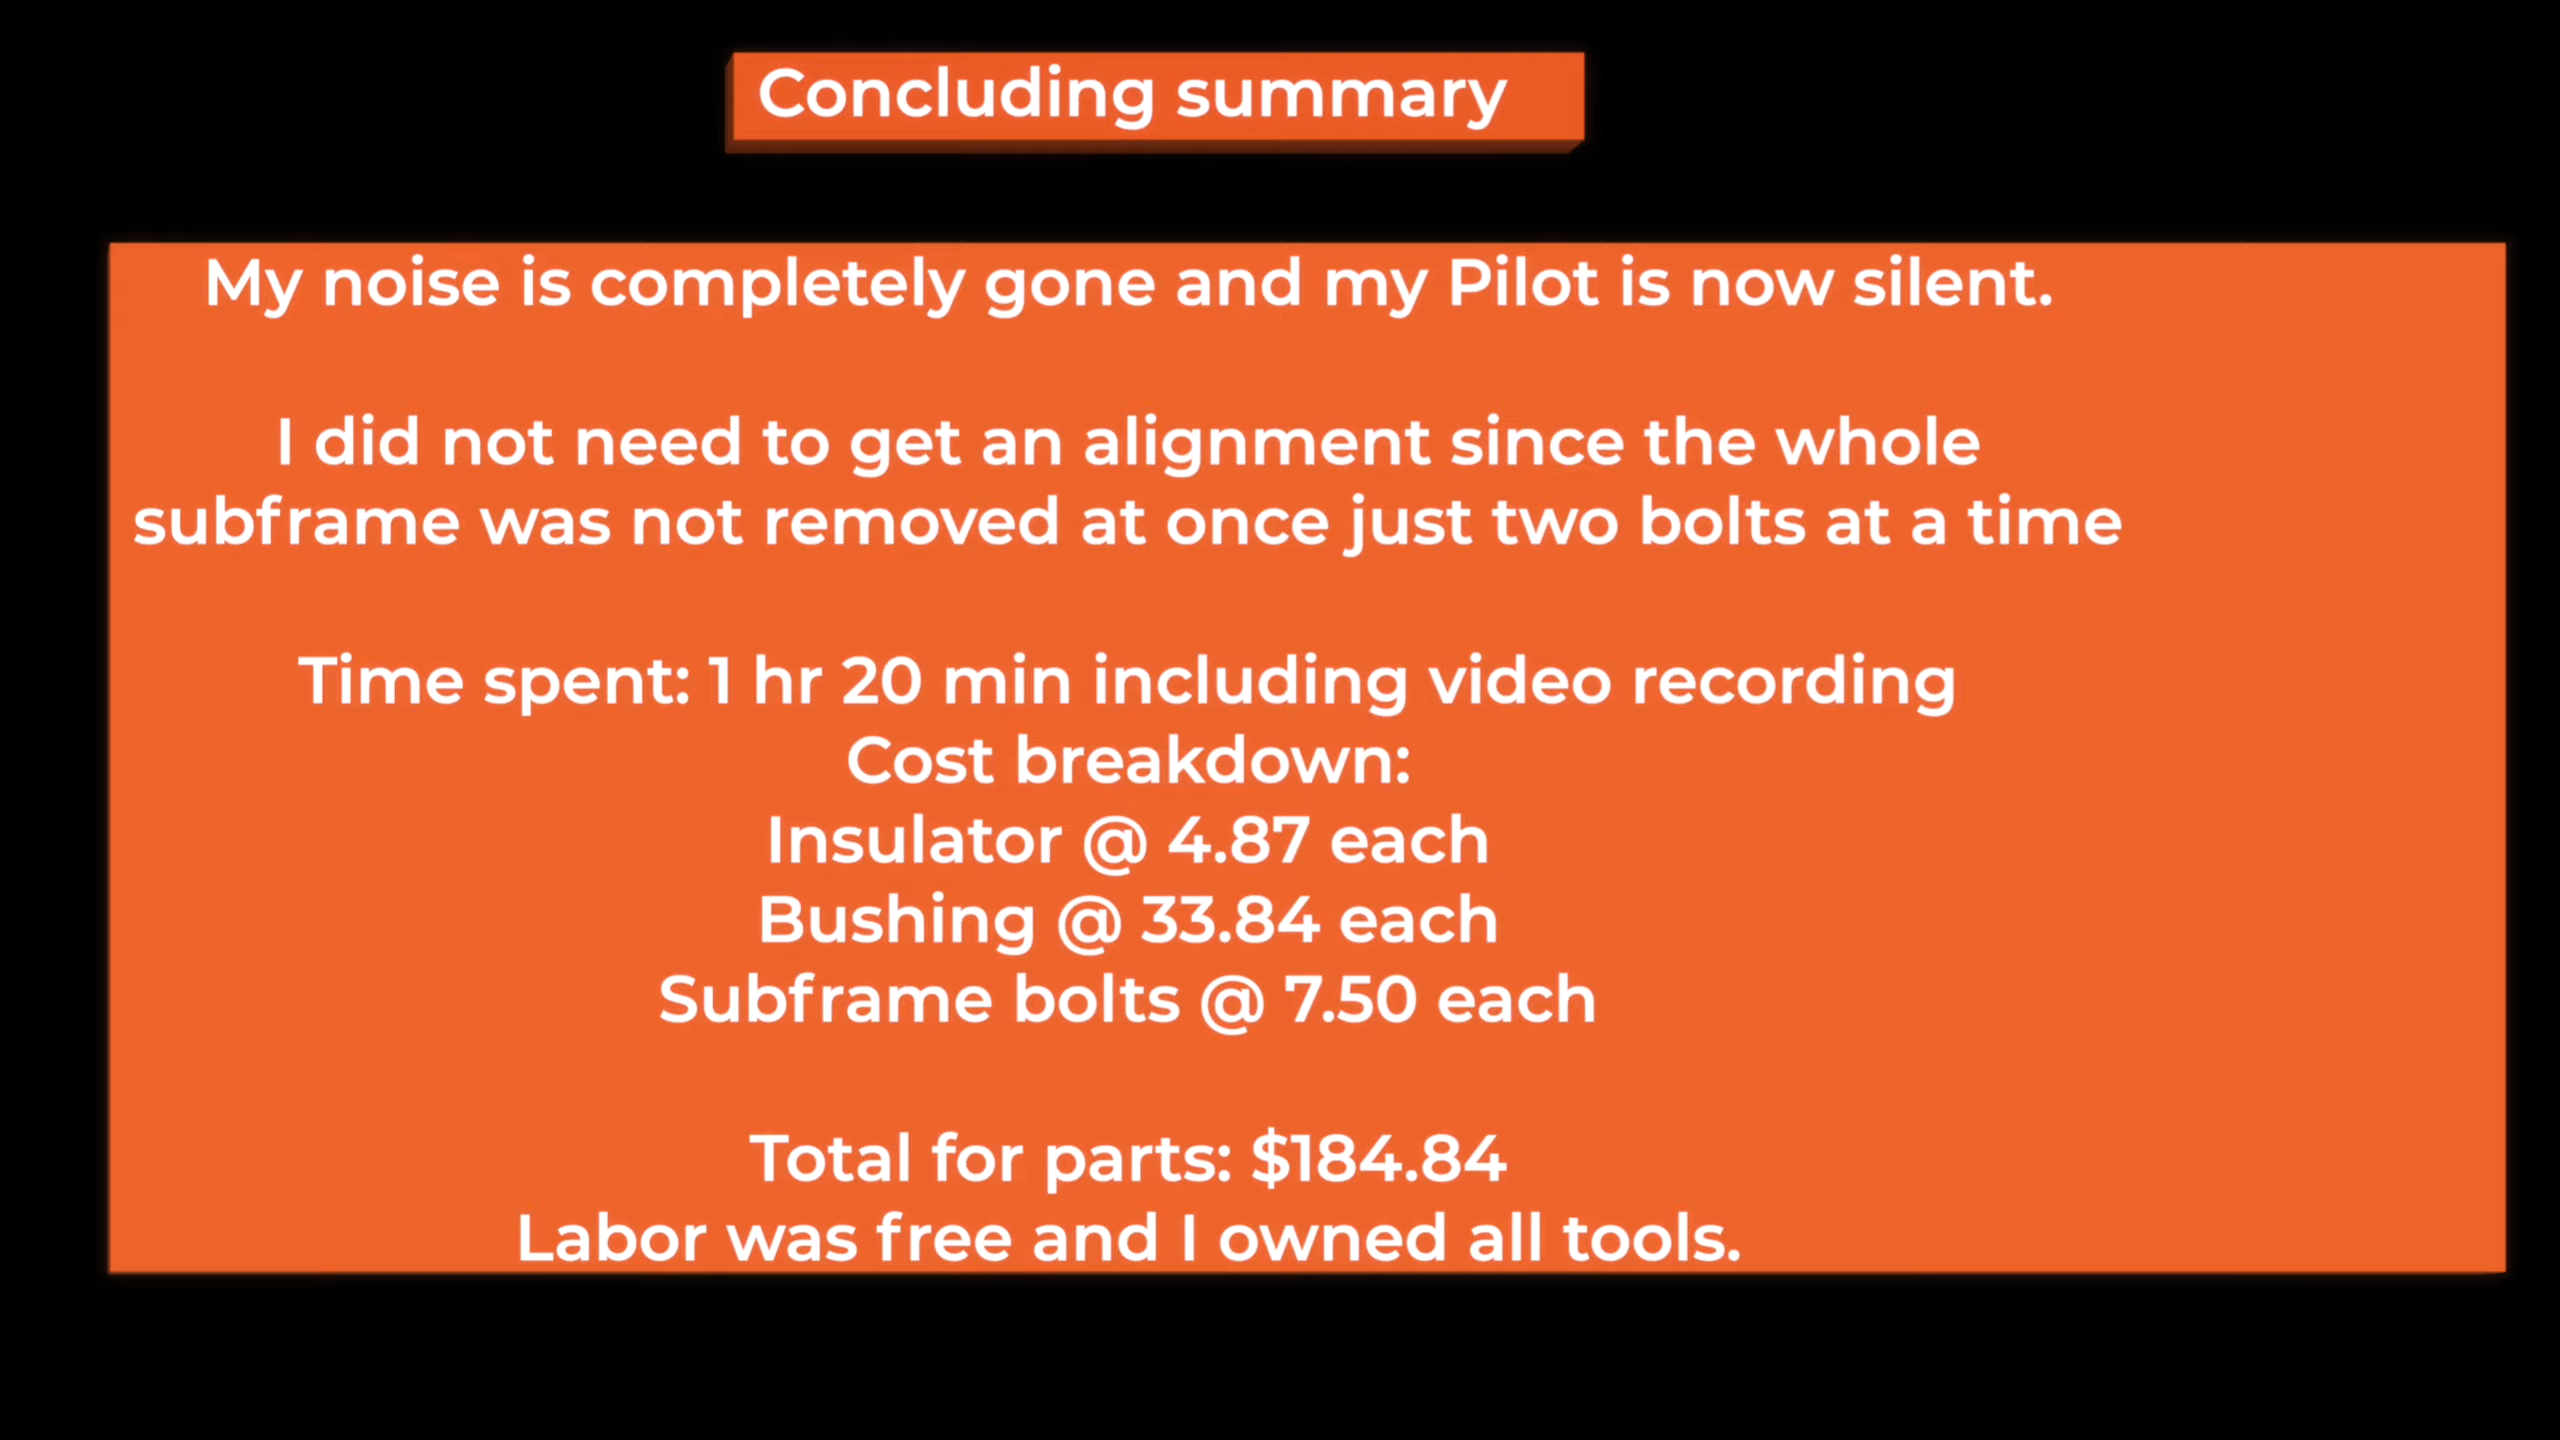 Concluding summary
My noise is completely gone and my Pilot is now silent.
I did not need to get an alignment since the whole
subframe was not removed at once just two bolts at a time
Time spent: 1 hr 20 min including video recording
Cost breakdown:
Insulator @ 4.87 each
Bushing @ 33.84 each
Subframe bolts @ 7.50 each
Total for parts: $184.84
Labor was free and I owned all tools.